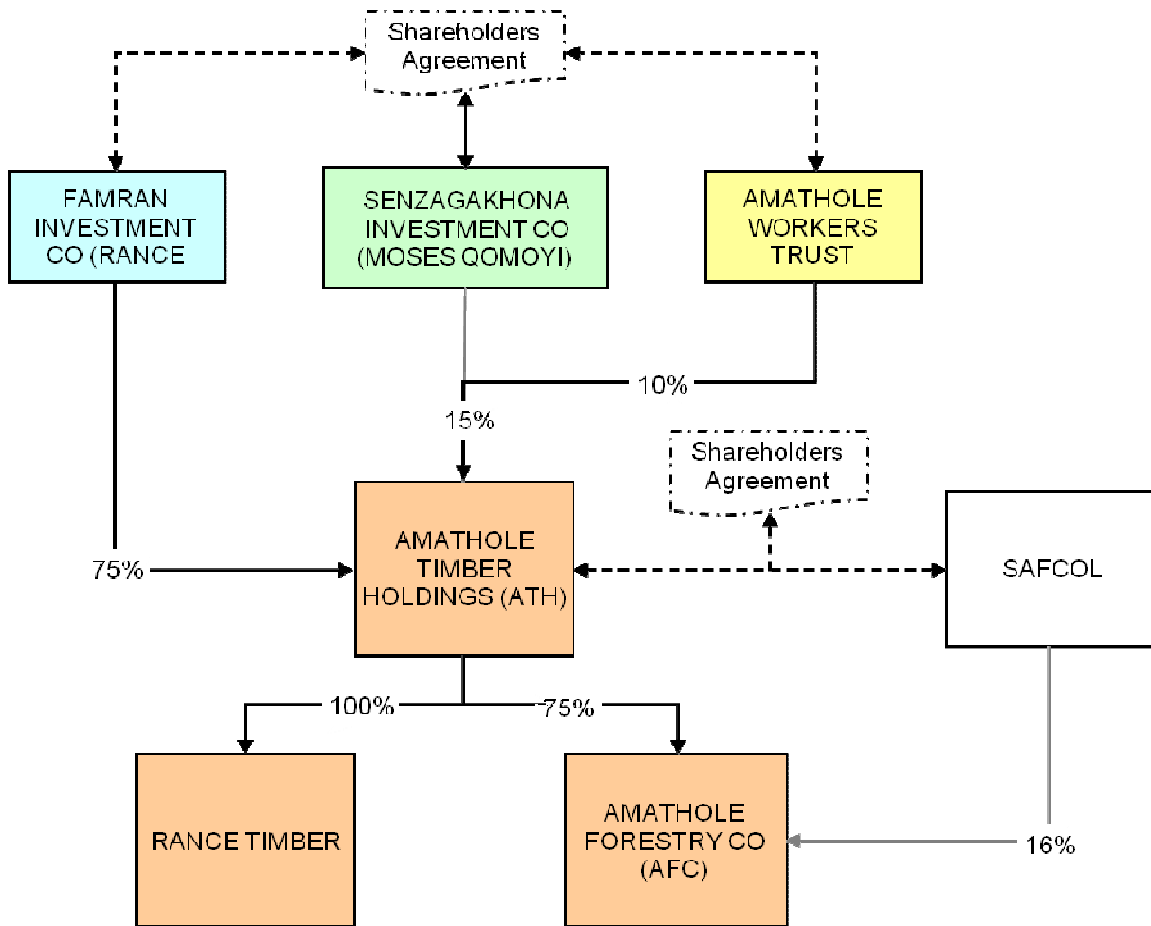 Shareholders
Agreement
FAMRAN
INVESTMENT
CO (RANCE
SENZAGAKHONA
INVESTMENT CO
(MOSES QOMOYI)
AMATHOLE
WORKERS
TRUST
10%
15%
Shareholders
Agreement
AMATHOLE
TIMBER
HOLDINGS (ATH)
SAFCOL
75%
100%
75%
RANCE TIMBER
AMATHOLE
FORESTRY CO
(AFC)
16%